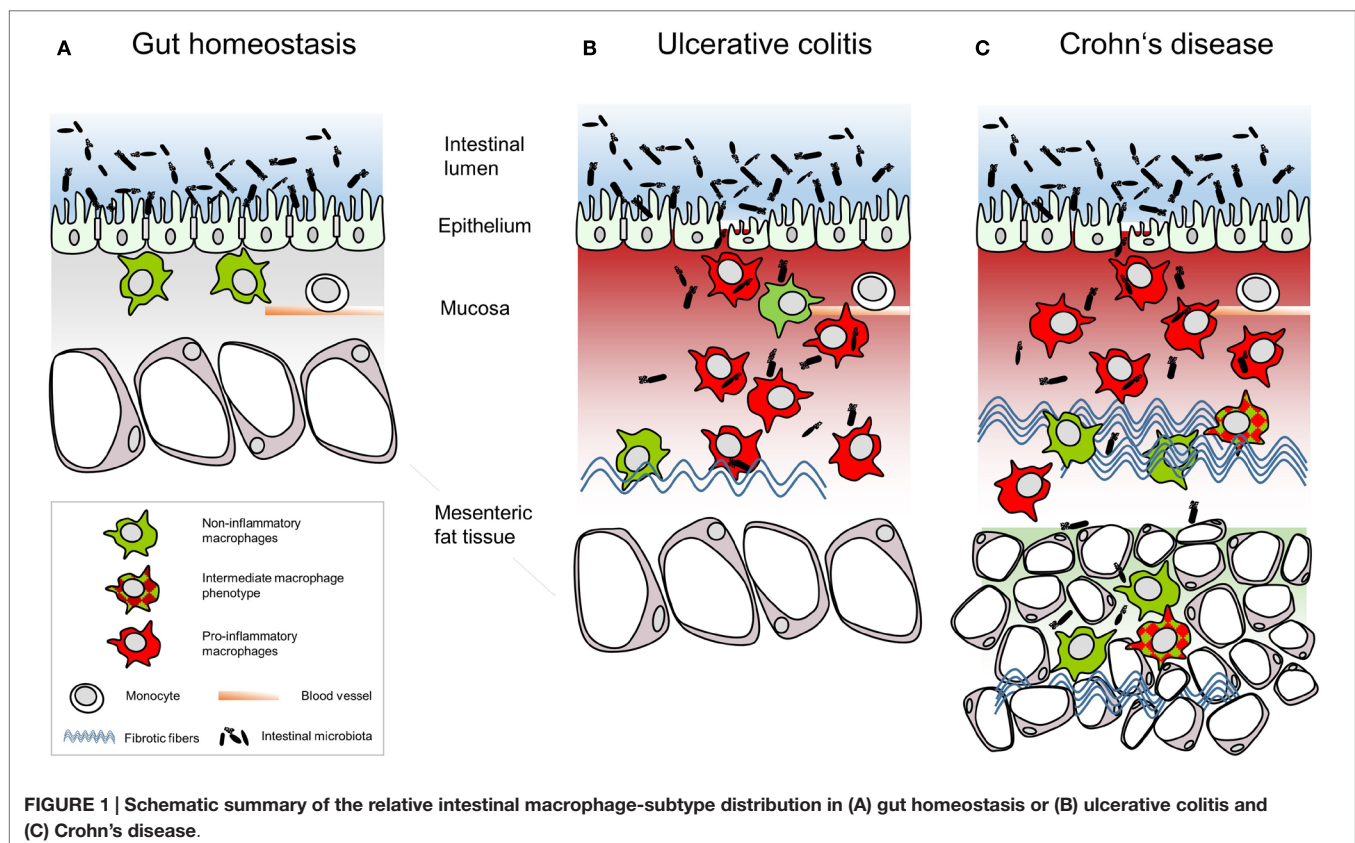 A Gut homeostasis
B Ulcerative colitis
C Crohn‘s disease
Intestinal
lumen
Epithelium
Mucosa
Mesenteric
fat tissue
Non-inflammatory
macrophages
Intermediate macrophage
phenotype
Pro-inflammatory
macrophages
Monocyte
Blood vessel
Fibrotic fibers
Intestinal microbiota
FIGURE 1 | Schematic summary of the relative intestinal macrophage-subtype distribution in (A) gut homeostasis or (B) ulcerative colitis and
(C) Crohn’s disease.